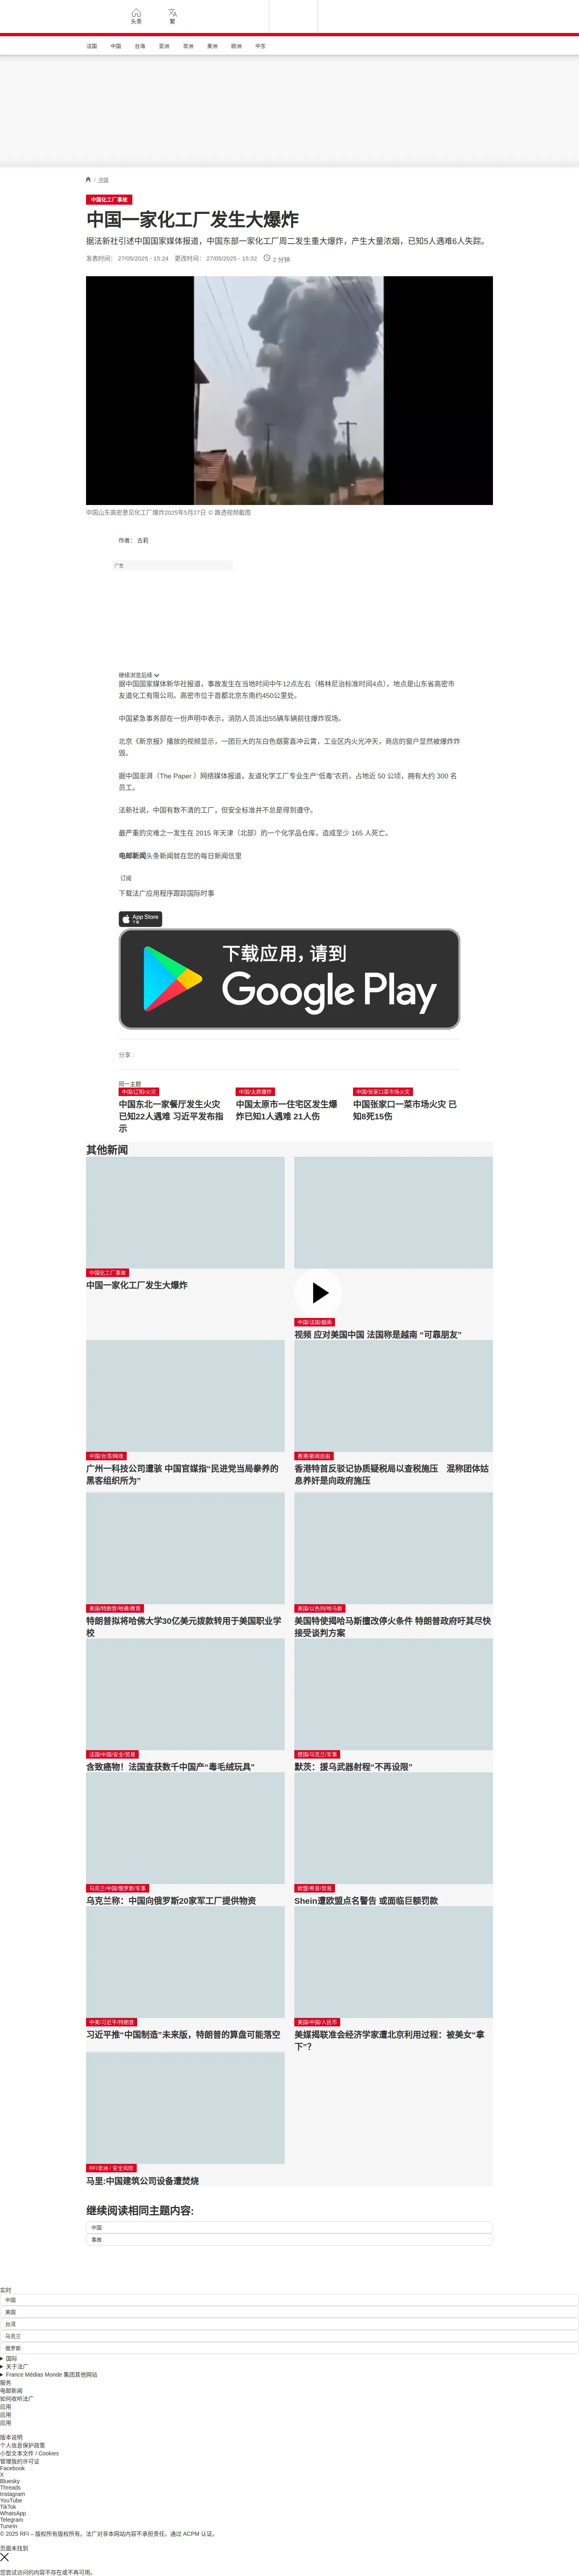 头条
繁
法国
中国
台海
亚洲
非洲
美洲
欧洲
中东
/ 中国
中国化工厂事故
中国一家化工厂发生大爆炸
据法新社引述中国国家媒体报道，中国东部一家化工厂周二发生重大爆炸，产生大量浓烟，已知5人遇难6人失踪。
发表时间： 27/05/2025 - 15:24 更改时间： 27/05/2025 - 15:32 2 分钟
中国山东高密意见化工厂爆炸2025年5月27日 © 路透视频截图
作者： 古莉
广告
继续浏览后续
据中国国家媒体新华社报道，事故发生在当地时间中午12点左右（格林尼治标准时间4点），地点是山东省高密市
友道化工有限公司。高密市位于首都北京东南约450公里处。
中国紧急事务部在一份声明中表示，消防人员派出55辆车辆前往爆炸现场。
北京《新京报》播放的视频显示，一团巨大的灰白色烟雾直冲云霄，工业区内火光冲天，商店的窗户显然被爆炸炸
毁。
据中国澎湃（The Paper ）网络媒体报道，友道化学工厂专业生产“低毒”农药，占地近 50 公顷，拥有大约 300 名
员工。
法新社说，中国有数不清的工厂，但安全标准并不总是得到遵守。
最严重的灾难之一发生在 2015 年天津（北部）的一个化学品仓库，造成至少 165 人死亡。
电邮新闻头条新闻就在您的每日新闻信里
订阅
下载法广应用程序跟踪国际时事
App Store
下载
下载应用，请到
Google Play
分享 :
同一主题
中国/辽阳/火灾
中国东北一家餐厅发生火灾
已知22人遇难 习近平发布指
示
中国/太原爆炸
中国太原市一住宅区发生爆
炸已知1人遇难 21人伤
中国/张家口菜市场火灾
中国张家口一菜市场火灾 已
知8死15伤
其他新闻
中国化工厂事故
中国一家化工厂发生大爆炸
中国/法国/越南
视频 应对美国中国 法国称是越南 “可靠朋友”
中国/台湾/网攻
广州一科技公司遭骇 中国官媒指“民进党当局豢养的
黑客组织所为”
香港/新闻自由
香港特首反驳记协质疑税局以查税施压 混称团体姑
息养奸是向政府施压
美国/特朗普/哈佛/教育
特朗普拟将哈佛大学30亿美元拨款转用于美国职业学
校
美国/以色列/哈马斯
美国特使揭哈马斯擅改停火条件 特朗普政府吁其尽快
接受谈判方案
法国/中国/安全/贸易
含致癌物！法国查获数千中国产“毒毛绒玩具“
德国/乌克兰/军事
默茨：援乌武器射程“不再设限”
乌克兰/中国/俄罗斯/军事
乌克兰称：中国向俄罗斯20家军工厂提供物资
欧盟/希音/贸易
Shein遭欧盟点名警告 或面临巨额罚款
中美/习近平/特朗普
习近平推“中国制造”未来版，特朗普的算盘可能落空
美国/中国/人民币
美媒揭联准会经济学家遭北京利用过程：被美女“拿
下”？
RFI非洲 / 安全风险
马里:中国建筑公司设备遭焚烧
继续阅读相同主题内容:
中国
事故
实时
中国
美国
台湾
乌克兰
俄罗斯
国际
关于法广
France Médias Monde 集团其他网站
服务
电邮新闻
如何收听法广
应用
应用
应用
版本说明
个人信息保护政策
小型文本文件 / Cookies
管理我的许可证
Facebook
X
Bluesky
Threads
Instagram
YouTube
TikTok
WhatsApp
Telegram
TuneIn
© 2025 RFI – 版权所有版权所有。法广对非本网站内容不承担责任。通过 ACPM 认证。
页面未找到
您尝试访问的内容不存在或不再可用。